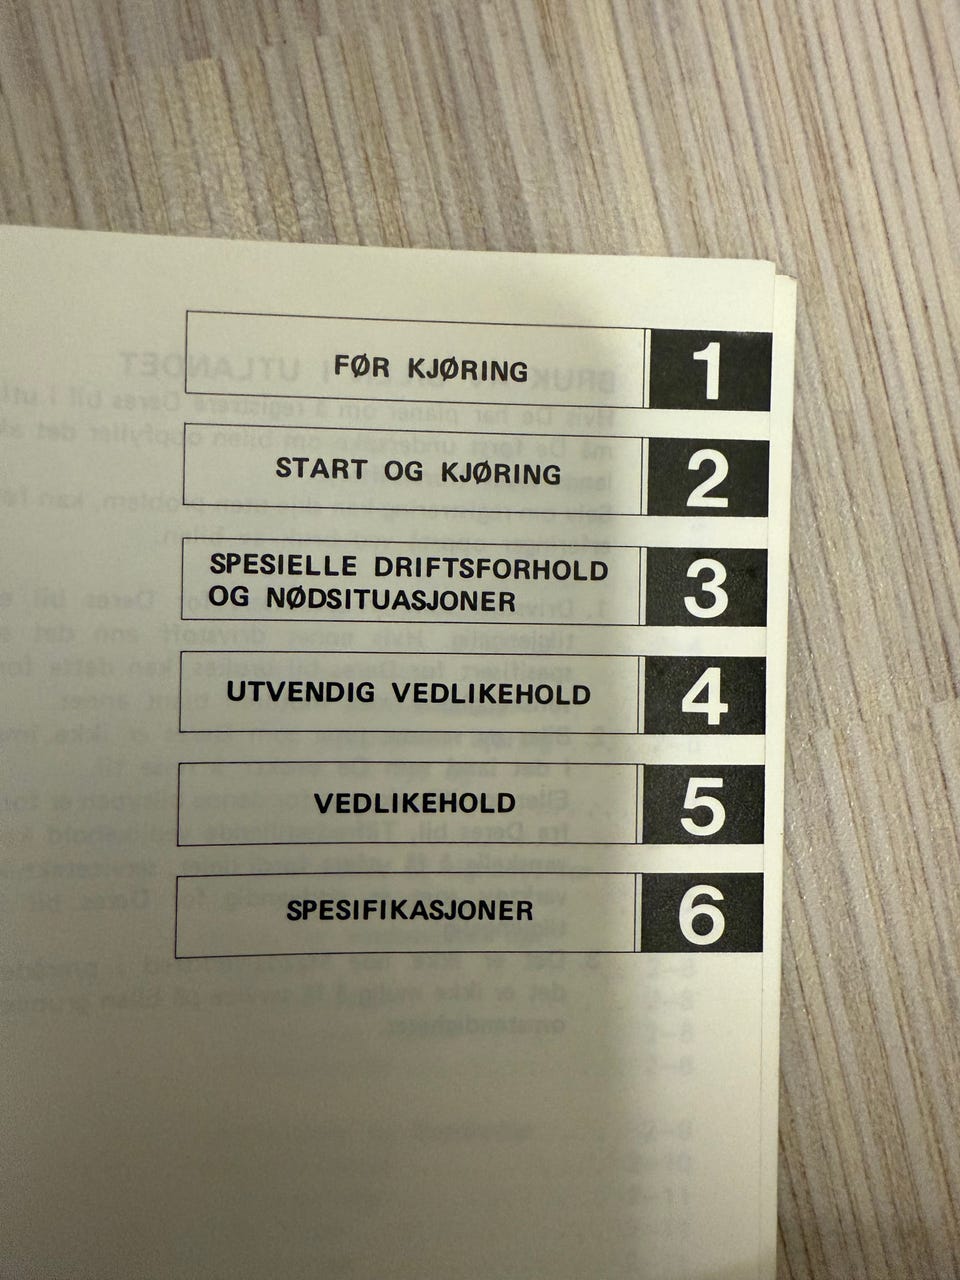 FØR KJØRING 1
START OG KJØRING 2
SPESIELLE DRIFTSFORHOLD
OG NØDSITUASJONER 3
UTVENDIG VEDLIKEHOLD 4
VEDLIKEHOLD 5
SPESIFIKASJONER 6